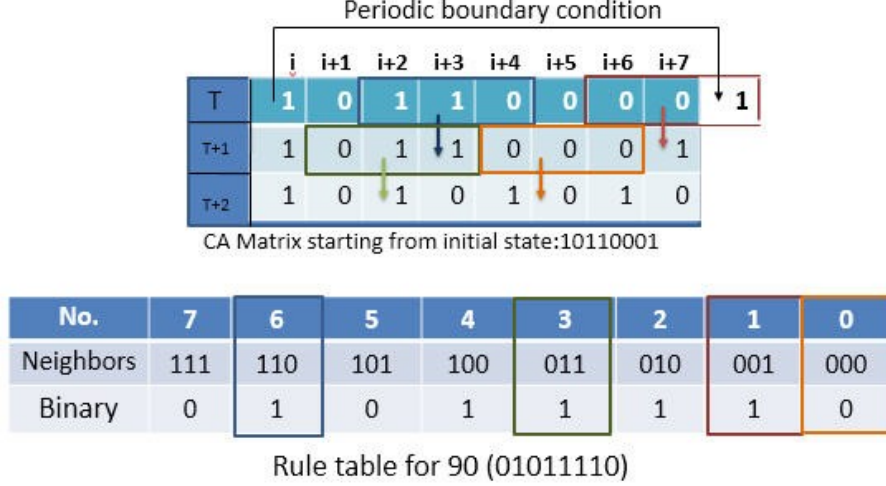 Periodic boundary condition
i i+1 i+2 i+3 i+4 i+5 i+6 i+7
T 1 0 1 1 0 0 0 0 1
T+1 1 0 1 1 0 0 0 1
T+2 1 0 1 0 1 0 1 0
CA Matrix starting from initial state:10110001
No. 7 6 5 4 3 2 1 0
Neighbors 111 110 101 100 011 010 001 000
Binary 0 1 0 1 1 1 1 0
Rule table for 90 (01011110)